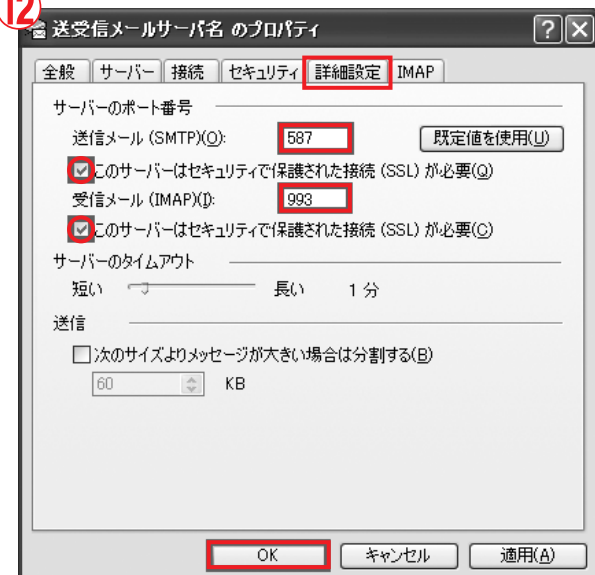 ⑫
送受信メールサーバ名 のプロパティ
全般 サーバー 接続 セキュリティ 詳細設定 IMAP
サーバーのポート番号
送信メール (SMTP)(O): 587 既定値を使用(U)
このサーバーはセキュリティで保護された接続 (SSL) が必要(Q)
受信メール (IMAP)(I): 993
このサーバーはセキュリティで保護された接続 (SSL) が必要(C)
サーバーのタイムアウト
短い 長い 1 分
送信
次のサイズよりメッセージが大きい場合は分割する(B)
60 KB
OK キャンセル 適用(A)